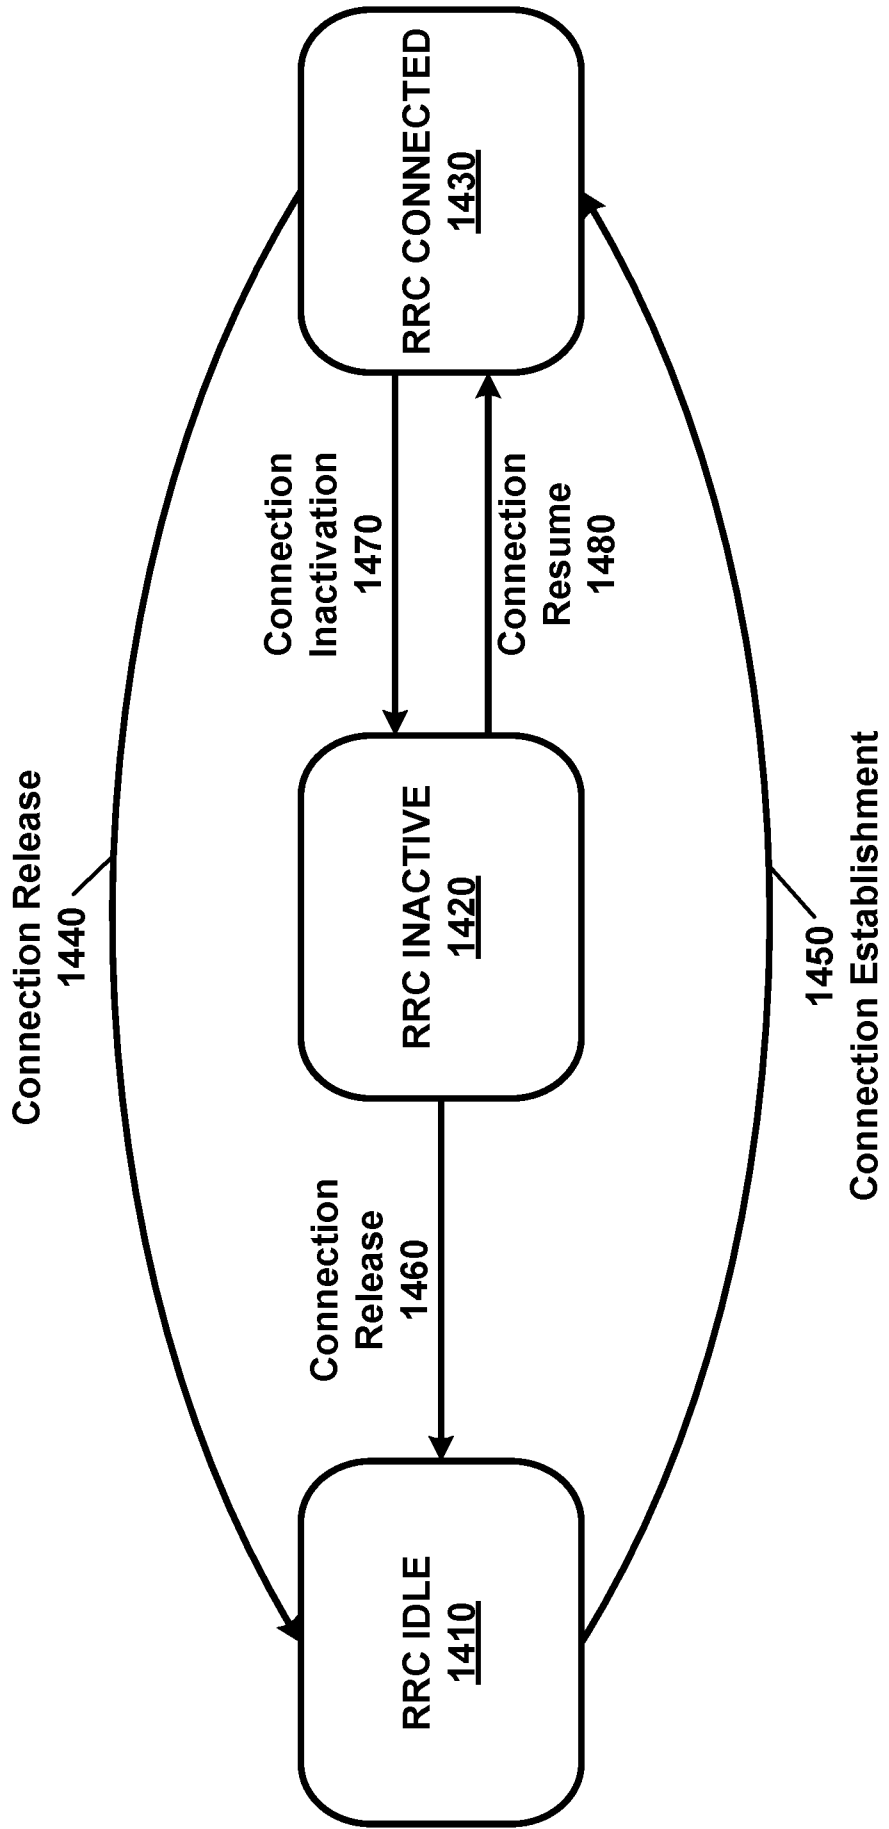 Connection Release
1440
RRC IDLE
1410
Connection
Release
1460
RRC INACTIVE
1420
Connection
Inactivation
1470
Connection
Resume
1480
RRC CONNECTED
1430
1450
Connection Establishment